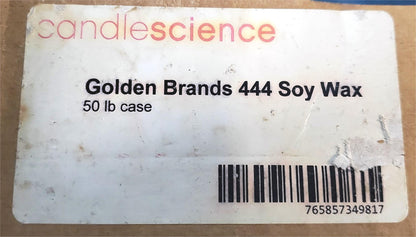 candlescience
Golden Brands 444 Soy Wax
50 lb case
765857349817